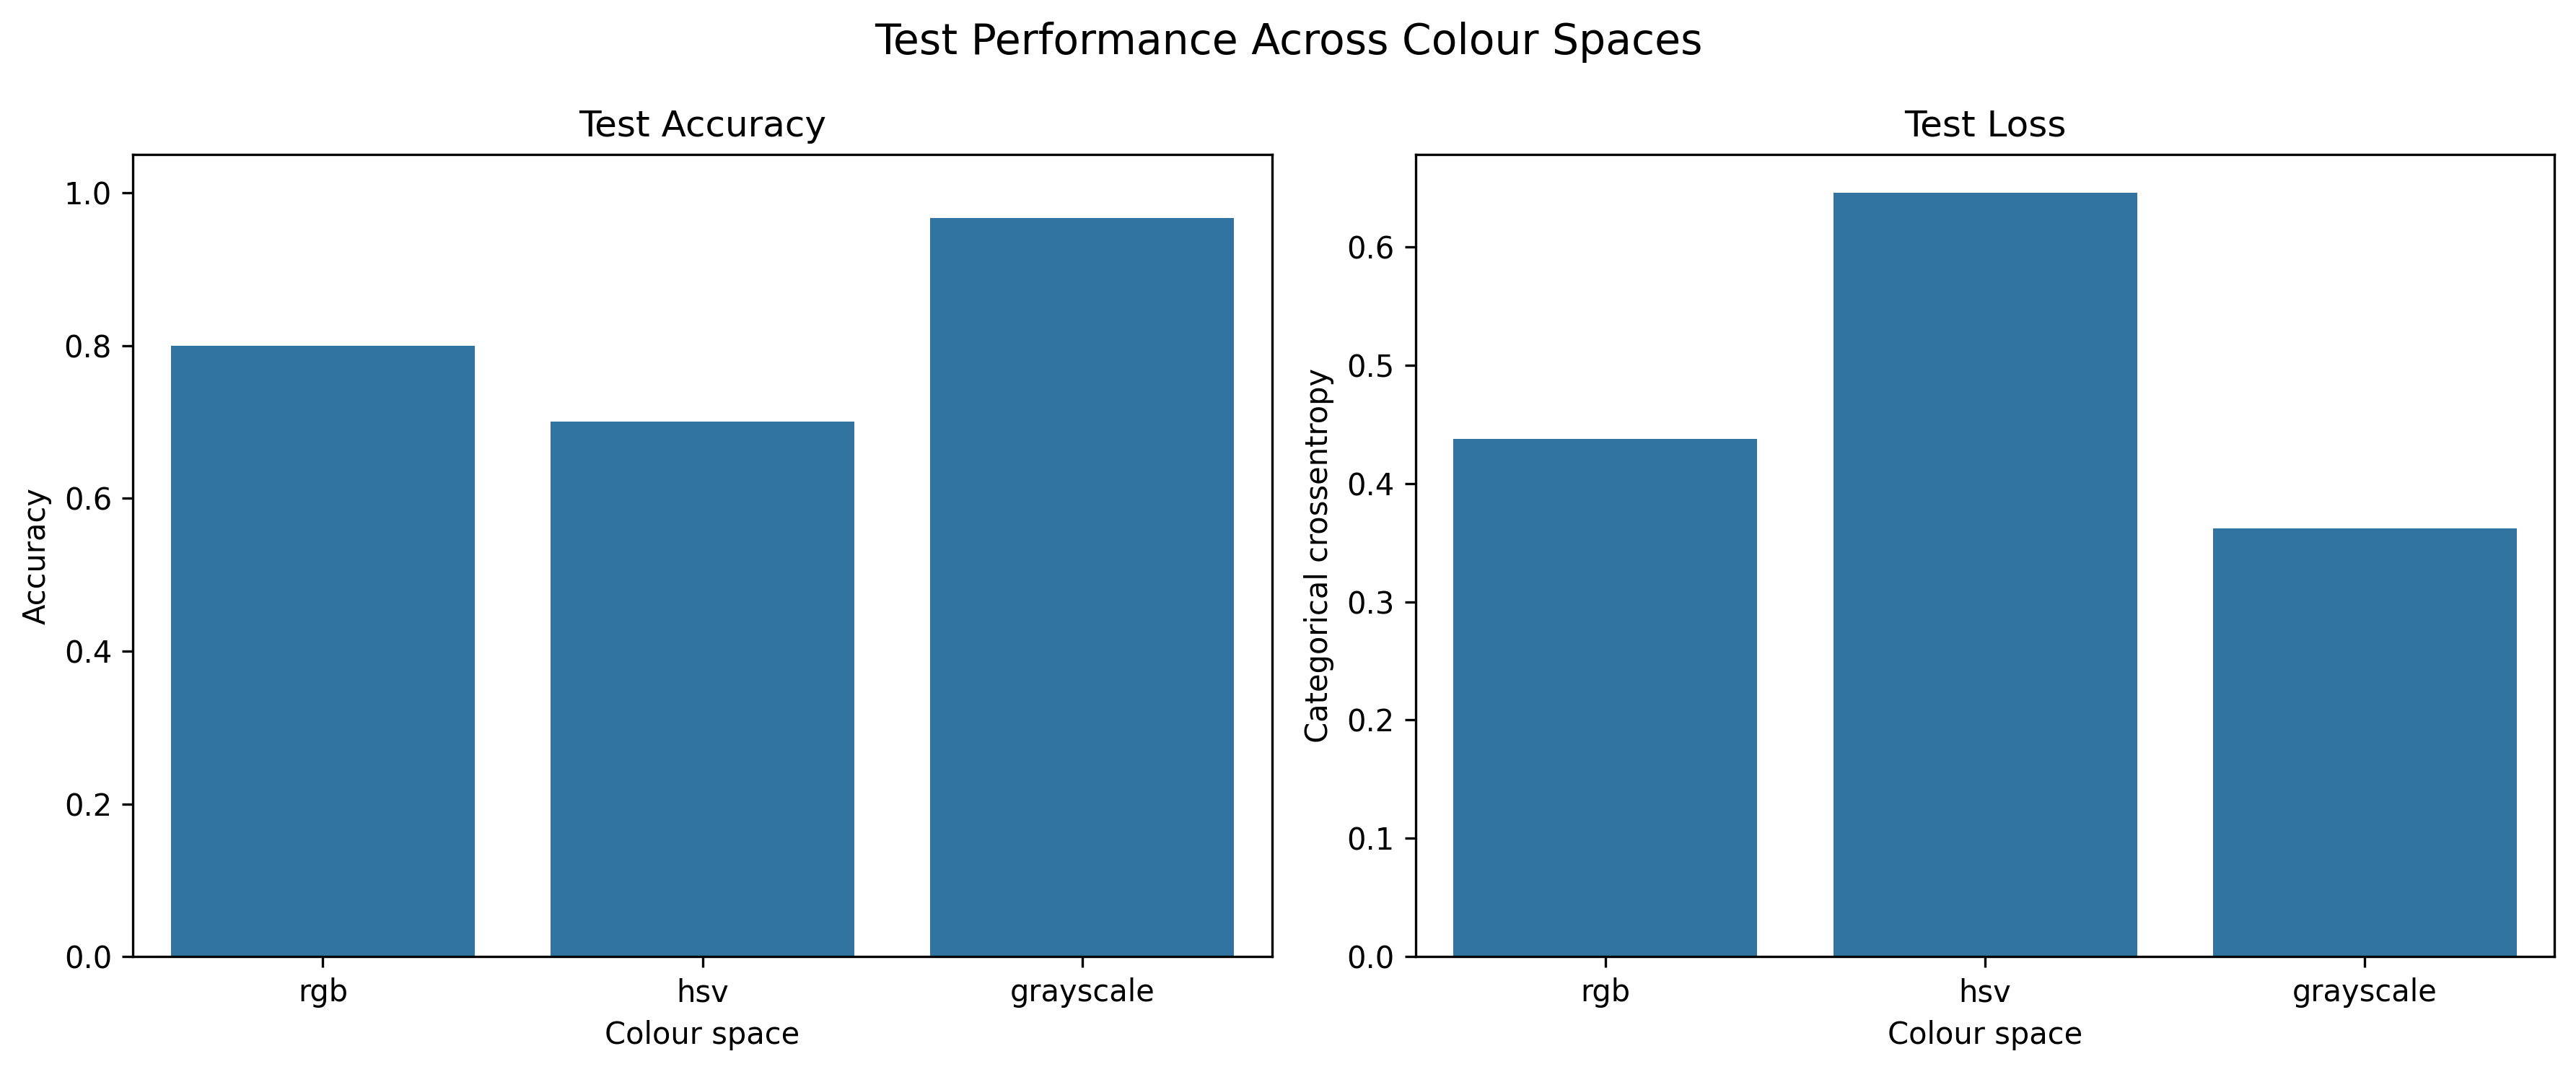 Test Performance Across Colour Spaces
Test Accuracy
1.0
0.8
0.6
0.4
0.2
0.0
Accuracy
rgb hsv grayscale
Colour space
Test Loss
0.6
0.5
0.4
0.3
0.2
0.1
0.0
Categorical crossentropy
rgb hsv grayscale
Colour space